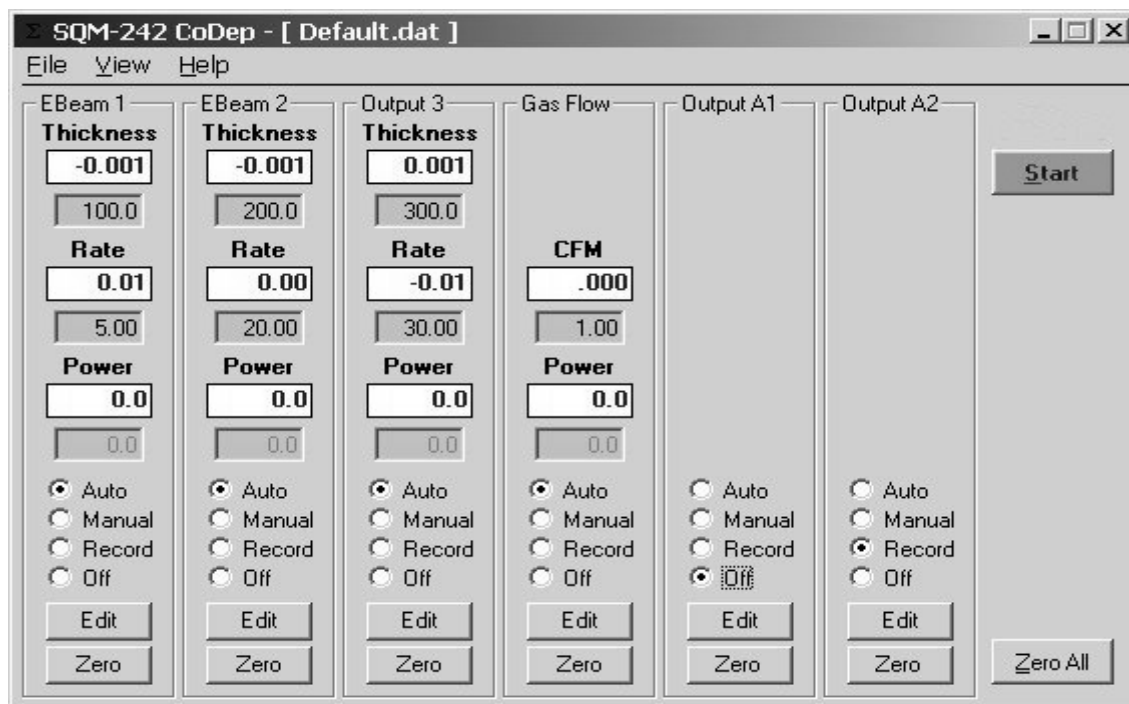 Σ SQM-242 CoDep - [ Default.dat ]
File View Help
EBeam 1 EBeam 2 Output 3 Gas Flow Output A1 Output A2
Thickness Thickness Thickness
-0.001 -0.001 0.001 Start
100.0 200.0 300.0
Rate Rate Rate CFM
0.01 0.00 -0.01 .000
5.00 20.00 30.00 1.00
Power Power Power Power
0.0 0.0 0.0 0.0
0.0 0.0 0.0 0.0
Auto Auto Auto Auto Auto Auto
Manual Manual Manual Manual Manual Manual
Record Record Record Record Record Record
Off Off Off Off Off Off
Edit Edit Edit Edit Edit Edit
Zero Zero Zero Zero Zero Zero Zero All